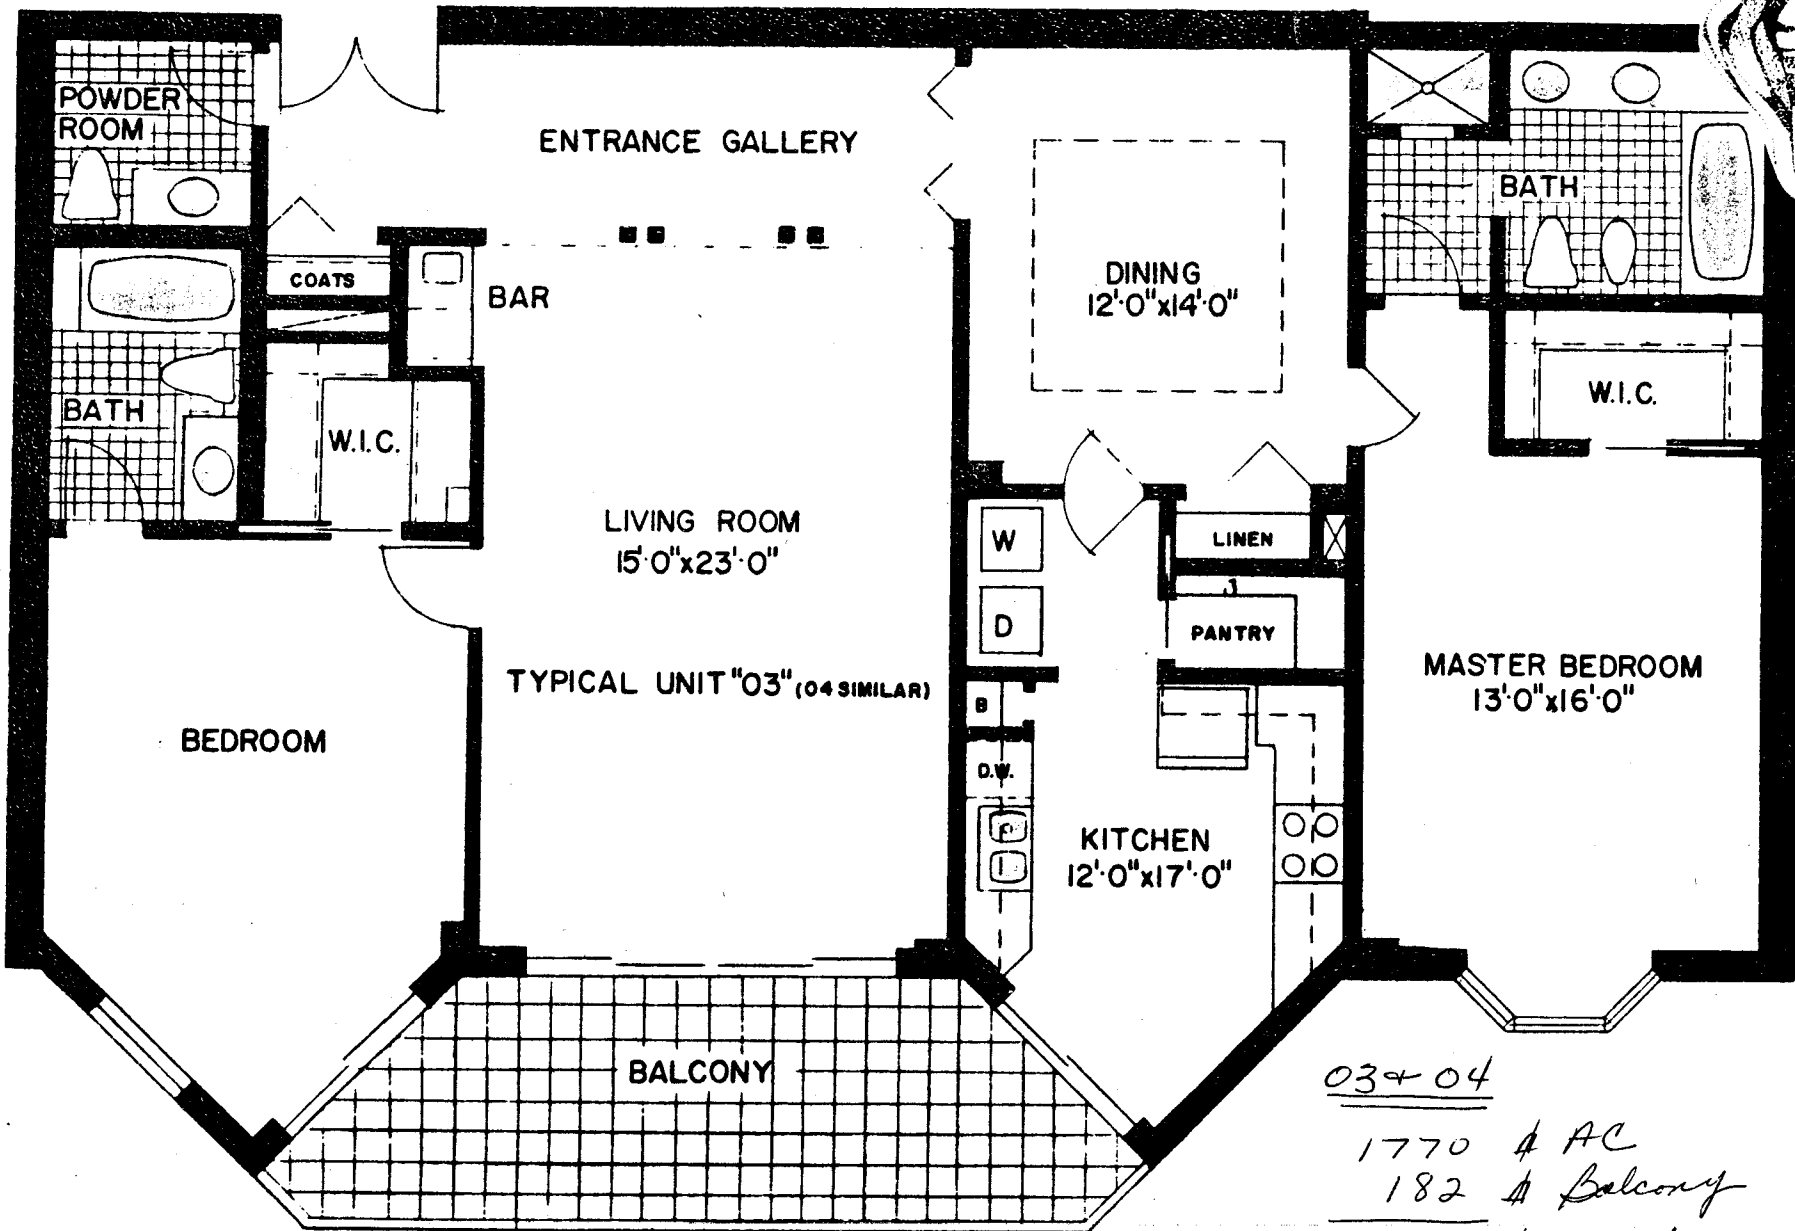 POWDER
ROOM
ENTRANCE GALLERY
BATH
COATS
BAR
DINING
12'·0"x14'·0"
BATH
W.I.C.
W.I.C.
LIVING ROOM
15'·0"x23'·0"
W
LINEN
D
PANTRY
TYPICAL UNIT "03" (04 SIMILAR)
MASTER BEDROOM
13'·0"x16'·0"
B
BEDROOM
D.W.
KITCHEN
12'·0"x17'·0"
BALCONY
03 & 04
1770 AC
182 Balcony